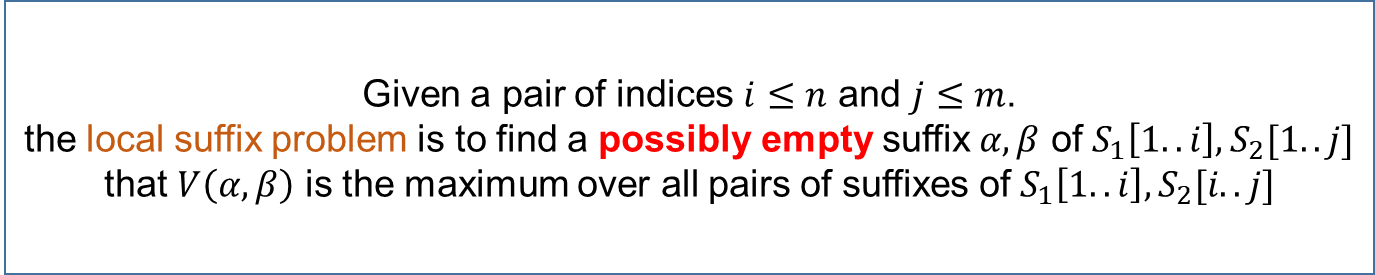 Given a pair of indices 𝑖 ≤ 𝑛 and 𝑗 ≤ 𝑚.
the local suffix problem is to find a possibly empty suffix 𝛼, 𝛽 of 𝑆₁[1. . 𝑖], 𝑆₂[1. . 𝑗]
that 𝑉(𝛼, 𝛽) is the maximum over all pairs of suffixes of 𝑆₁[1. . 𝑖], 𝑆₂[𝑖. . 𝑗]